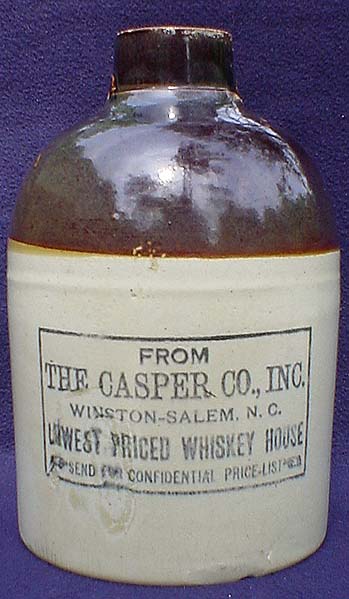 FROM
THE CASPER CO., INC.
WINSTON-SALEM, N. C.
LOWEST PRICED WHISKEY HOUSE
SEND FOR CONFIDENTIAL PRICE-LIST